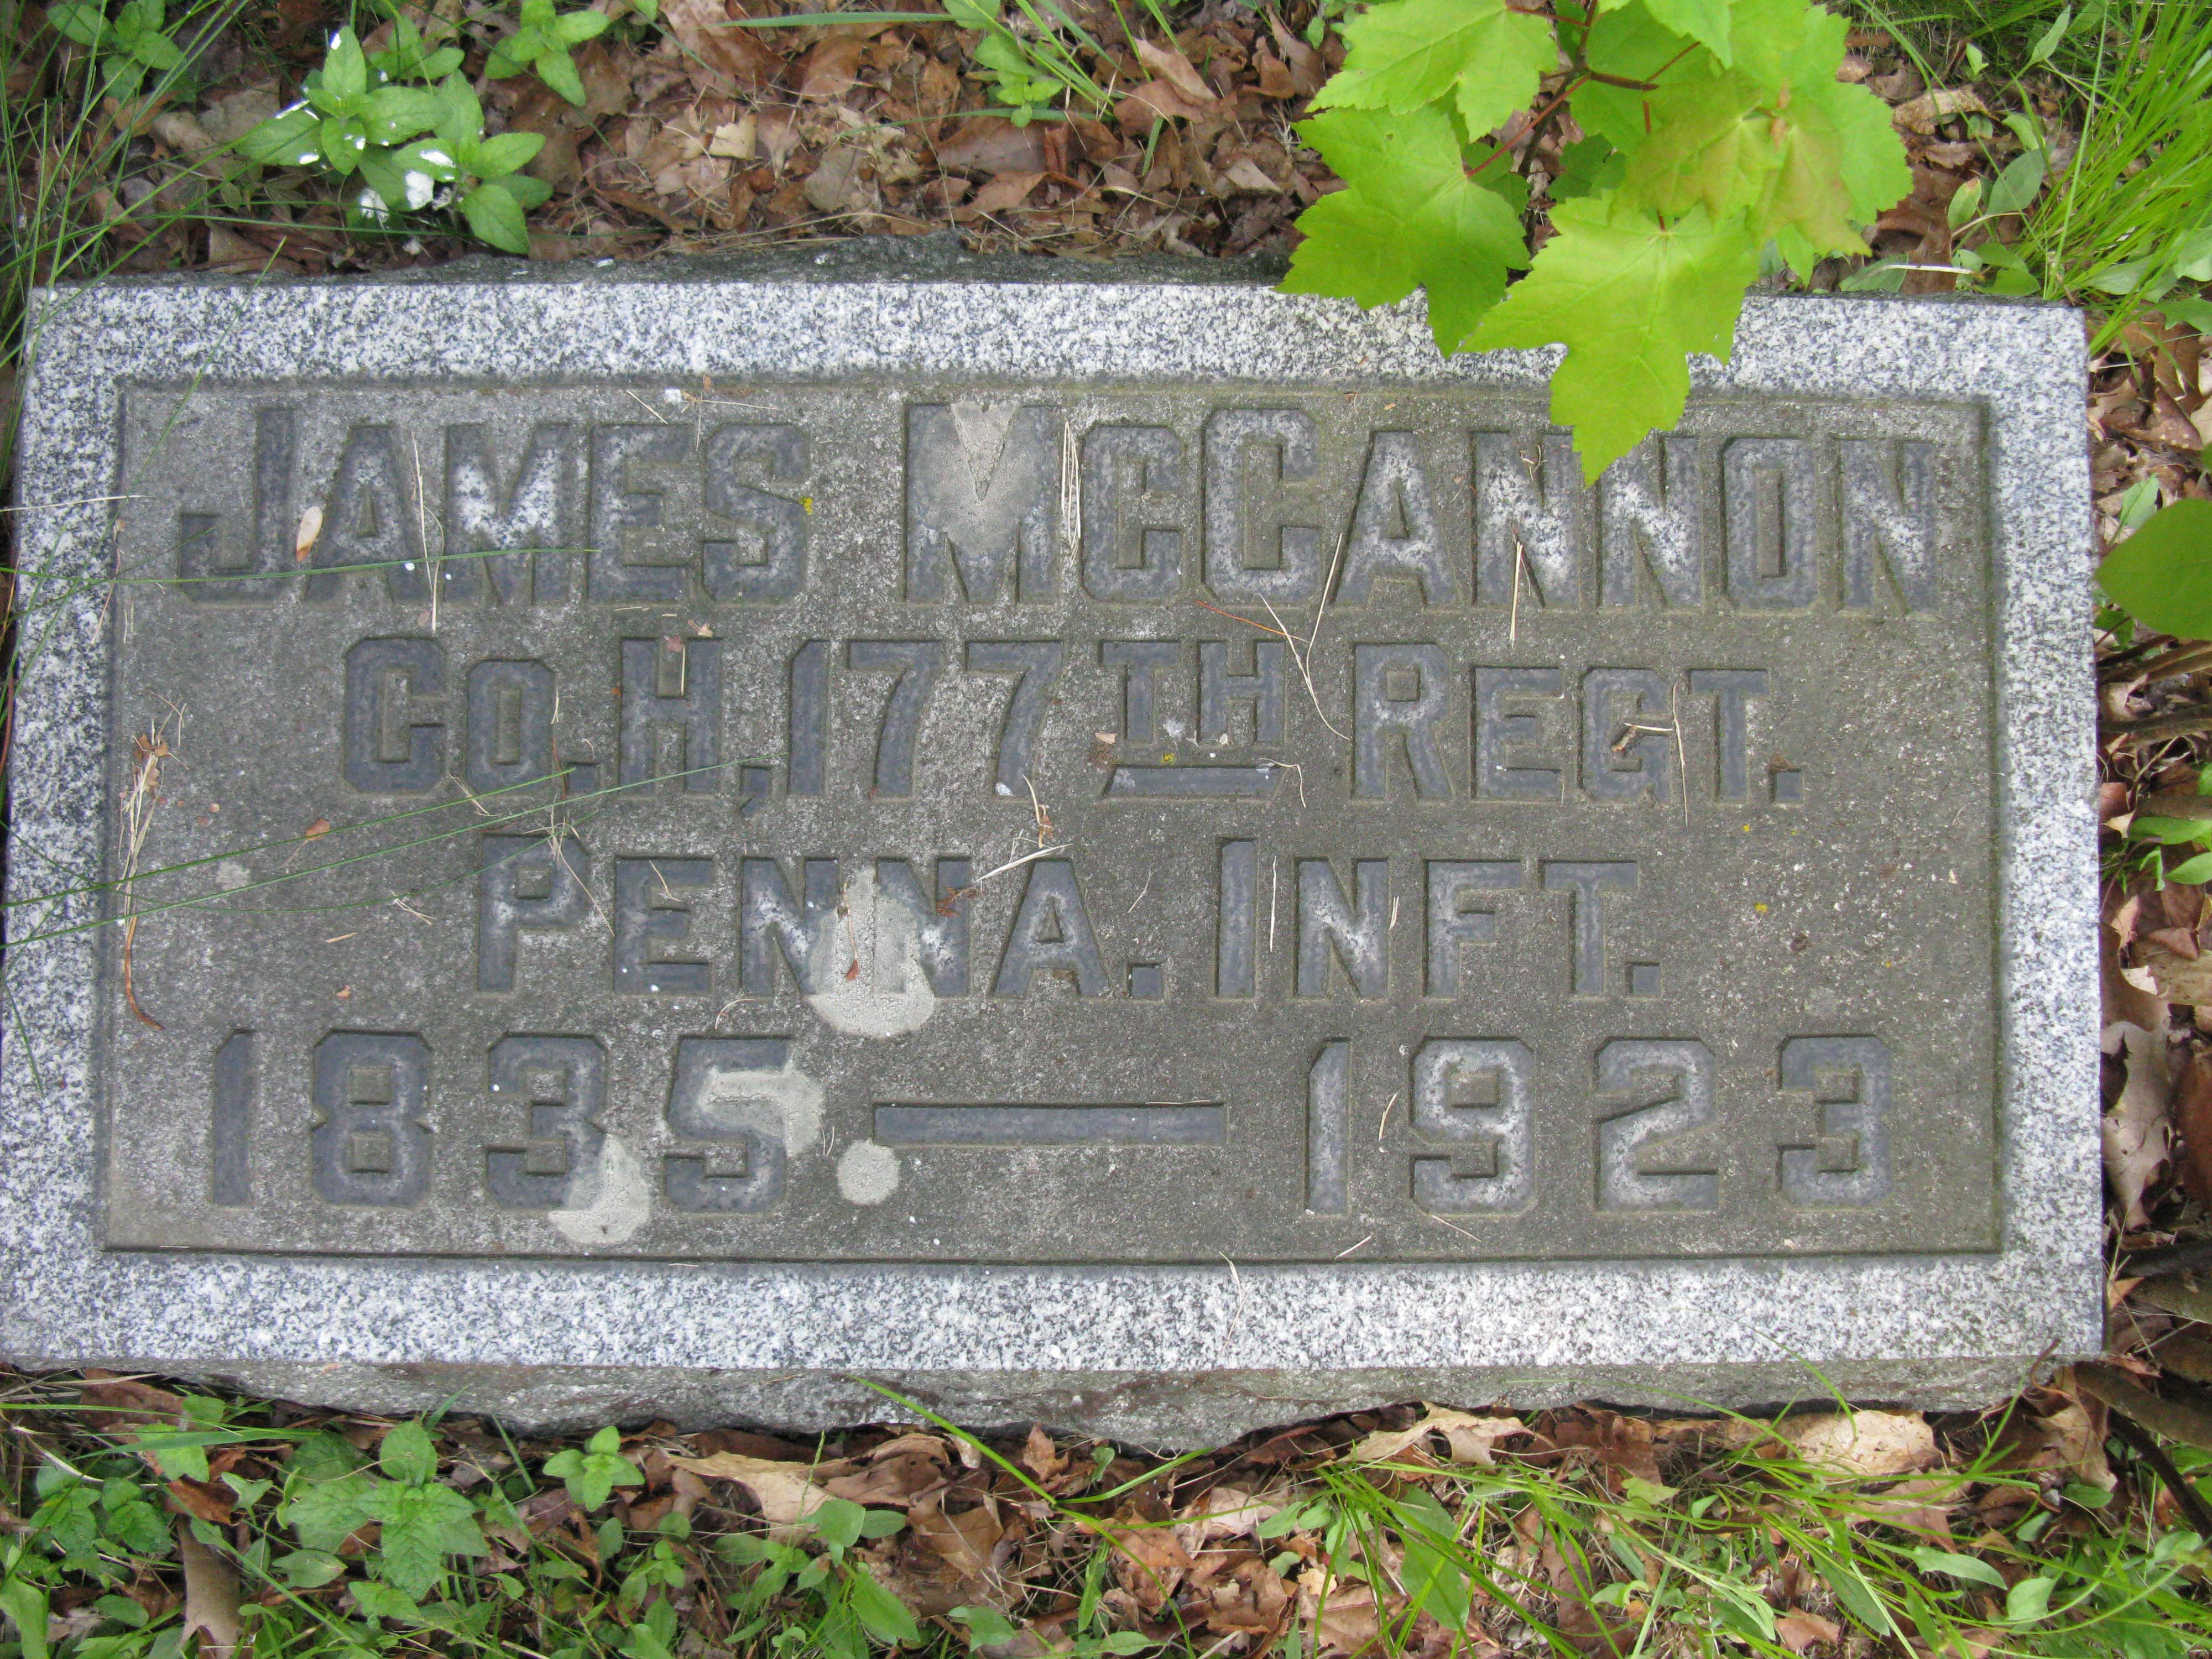 JAMES MCCANNON
CO. H, 177TH REGT.
PENNA. INFT.
1835 — 1923